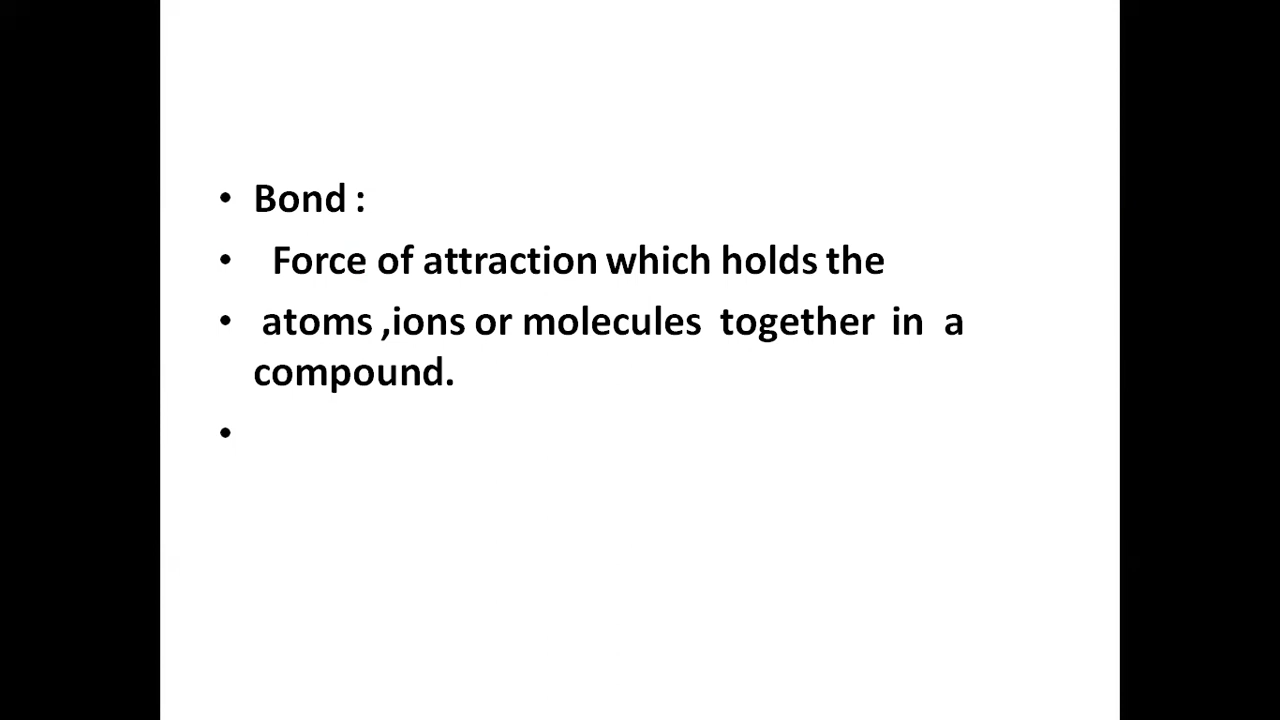 • Bond :
• Force of attraction which holds the
• atoms ,ions or molecules together in a
compound.
•